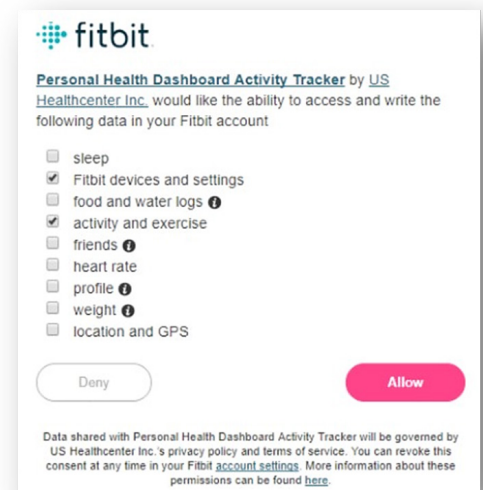 fitbit
Personal Health Dashboard Activity Tracker by US
Healthcenter Inc. would like the ability to access and write the
following data in your Fitbit account
sleep
Fitbit devices and settings
food and water logs
activity and exercise
friends
heart rate
profile
weight
location and GPS
Deny Allow
Data shared with Personal Health Dashboard Activity Tracker will be governed by
US Healthcenter Inc.'s privacy policy and terms of service. You can revoke this
consent at any time in your Fitbit account settings. More information about these
permissions can be found here.